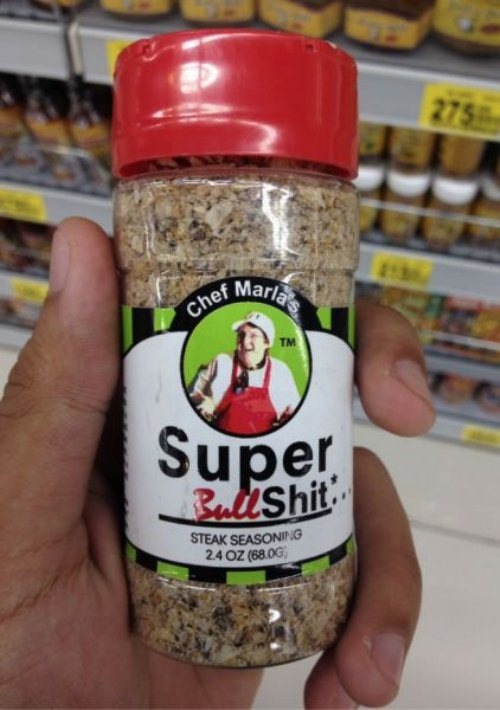 275
Chef Marla's
TM
Super
BullShit*...
STEAK SEASONING
2.4 OZ (68.0G)